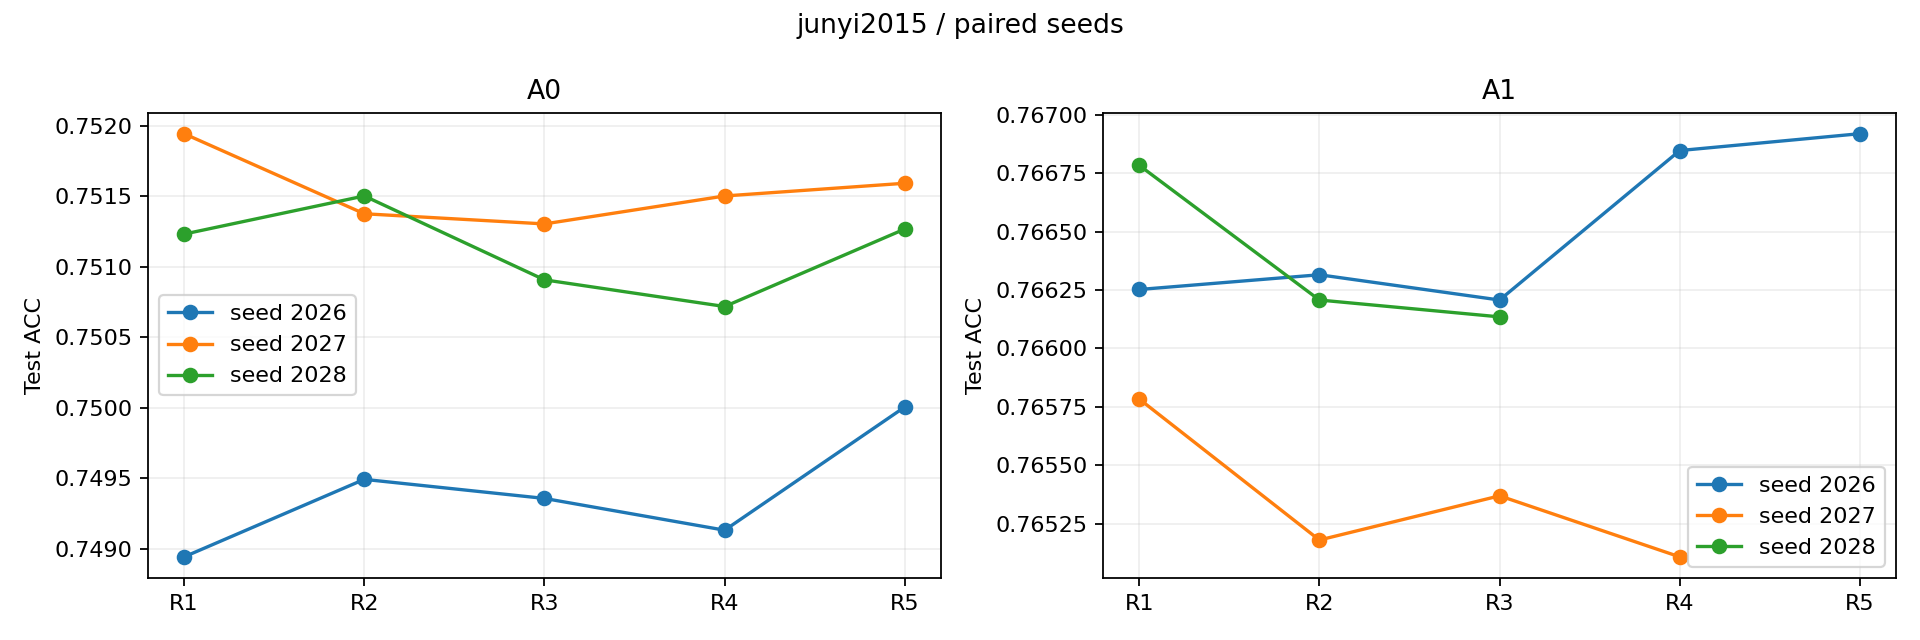 junyi2015 / paired seeds
A0
Test ACC
0.7520
0.7515
0.7510
0.7505
0.7500
0.7495
0.7490
seed 2026
seed 2027
seed 2028
R1 R2 R3 R4 R5
A1
Test ACC
0.76700
0.76675
0.76650
0.76625
0.76600
0.76575
0.76550
0.76525
seed 2026
seed 2027
seed 2028
R1 R2 R3 R4 R5